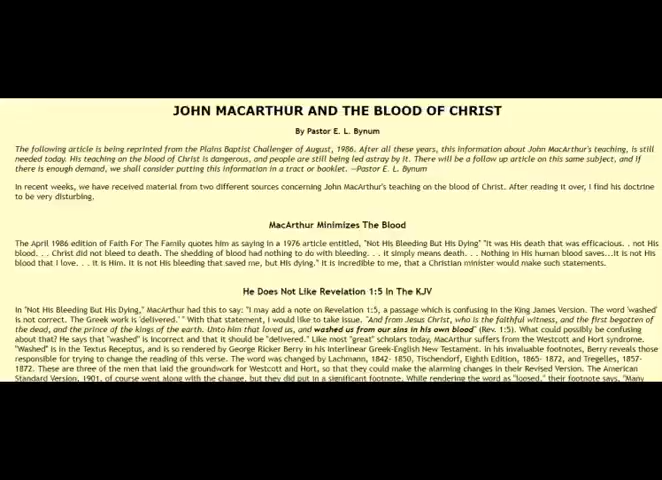 JOHN MACARTHUR AND THE BLOOD OF CHRIST
By Pastor E. L. Bynum
The following article is being reprinted from the Plains Baptist Challenger of August, 1986. After all these years, this information about John MacArthur's teaching, is still
needed today. His teaching on the blood of Christ is dangerous, and people are still being led astray by it. There will be a follow up article on this same subject, and if
there is enough demand, we shall consider putting this information in a tract or booklet. —Pastor E. L. Bynum
In recent weeks, we have received material from two different sources concerning John MacArthur's teaching on the blood of Christ. After reading it over, I find his doctrine
to be very disturbing.
MacArthur Minimizes The Blood
The April 1986 edition of Faith For The Family quotes him as saying in a 1976 article entitled, "Not His Bleeding But His Dying" "It was His death that was efficacious. . not His
blood. . . Christ did not bleed to death. The shedding of blood had nothing to do with bleeding. . . it simply means death. . . Nothing in His human blood saves...It is not His
blood that I love. . . it is Him. It is not His bleeding that saved me, but His dying." It is incredible to me, that a Christian minister would make such statements.
He Does Not Like Revelation 1:5 In The KJV
In "Not His Bleeding But His Dying," MacArthur had this to say: "I may add a note on Revelation 1:5, a passage which is confusing in the King James Version. The word 'washed'
is not correct. The Greek work is 'delivered.' " With that statement, I would like to take issue. "And from Jesus Christ, who is the faithful witness, and the first begotten of
the dead, and the prince of the kings of the earth. Unto him that loved us, and washed us from our sins in his own blood" (Rev. 1:5). What could possibly be confusing
about that? He says that "washed" is incorrect and that it should be "delivered." Like most "great" scholars today, MacArthur suffers from the Westcott and Hort syndrome.
"Washed" is in the Textus Receptus, and is so rendered by George Ricker Berry in his Interlinear Greek-English New Testament. In his invaluable footnotes, Berry reveals those
responsible for trying to change the reading of this verse. The word was changed by Lachmann, 1842- 1850, Tischendorf, Eighth Edition, 1865- 1872, and Tregelles, 1857-
1872. These are three of the men that laid the groundwork for Westcott and Hort, so that they could make the alarming changes in their Revised Version. The American
Standard Version, 1901, of course went along with the change, but they did put in a significant footnote. While rendering the word as "loosed," their footnote says, "Many